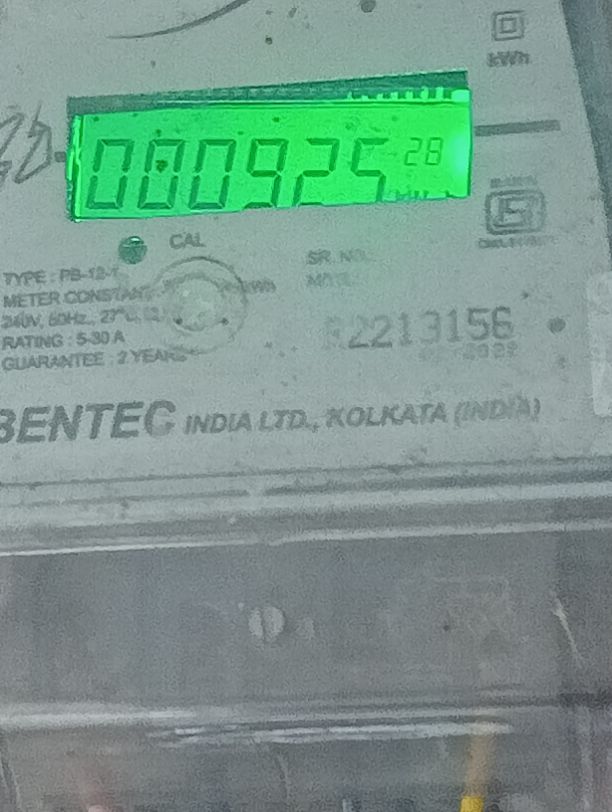 kWh
000925 28
CAL
TYPE : PB-12-1
METER CONSTANT
240V, 50Hz.,
RATING : 5-30 A
GUARANTEE : 2 YEARS
SR. NO.
2213156
BENTEC INDIA LTD., KOLKATA (INDIA)